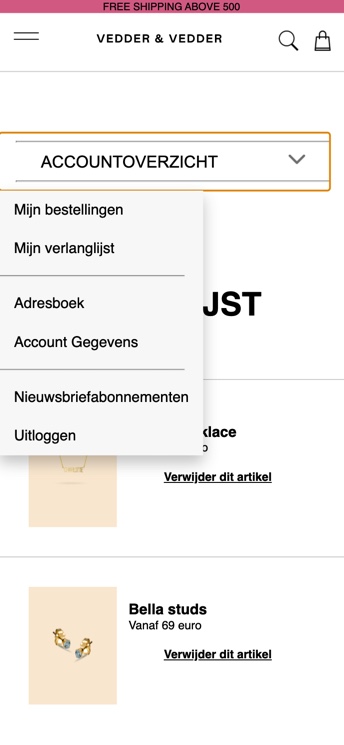 FREE SHIPPING ABOVE 500
VEDDER & VEDDER
ACCOUNTOVERZICHT
Mijn bestellingen
Mijn verlanglijst
Adresboek
Account Gegevens
Nieuwsbriefabonnementen
Uitloggen
JST
klace
o
Verwijder dit artikel
Bella studs
Vanaf 69 euro
Verwijder dit artikel